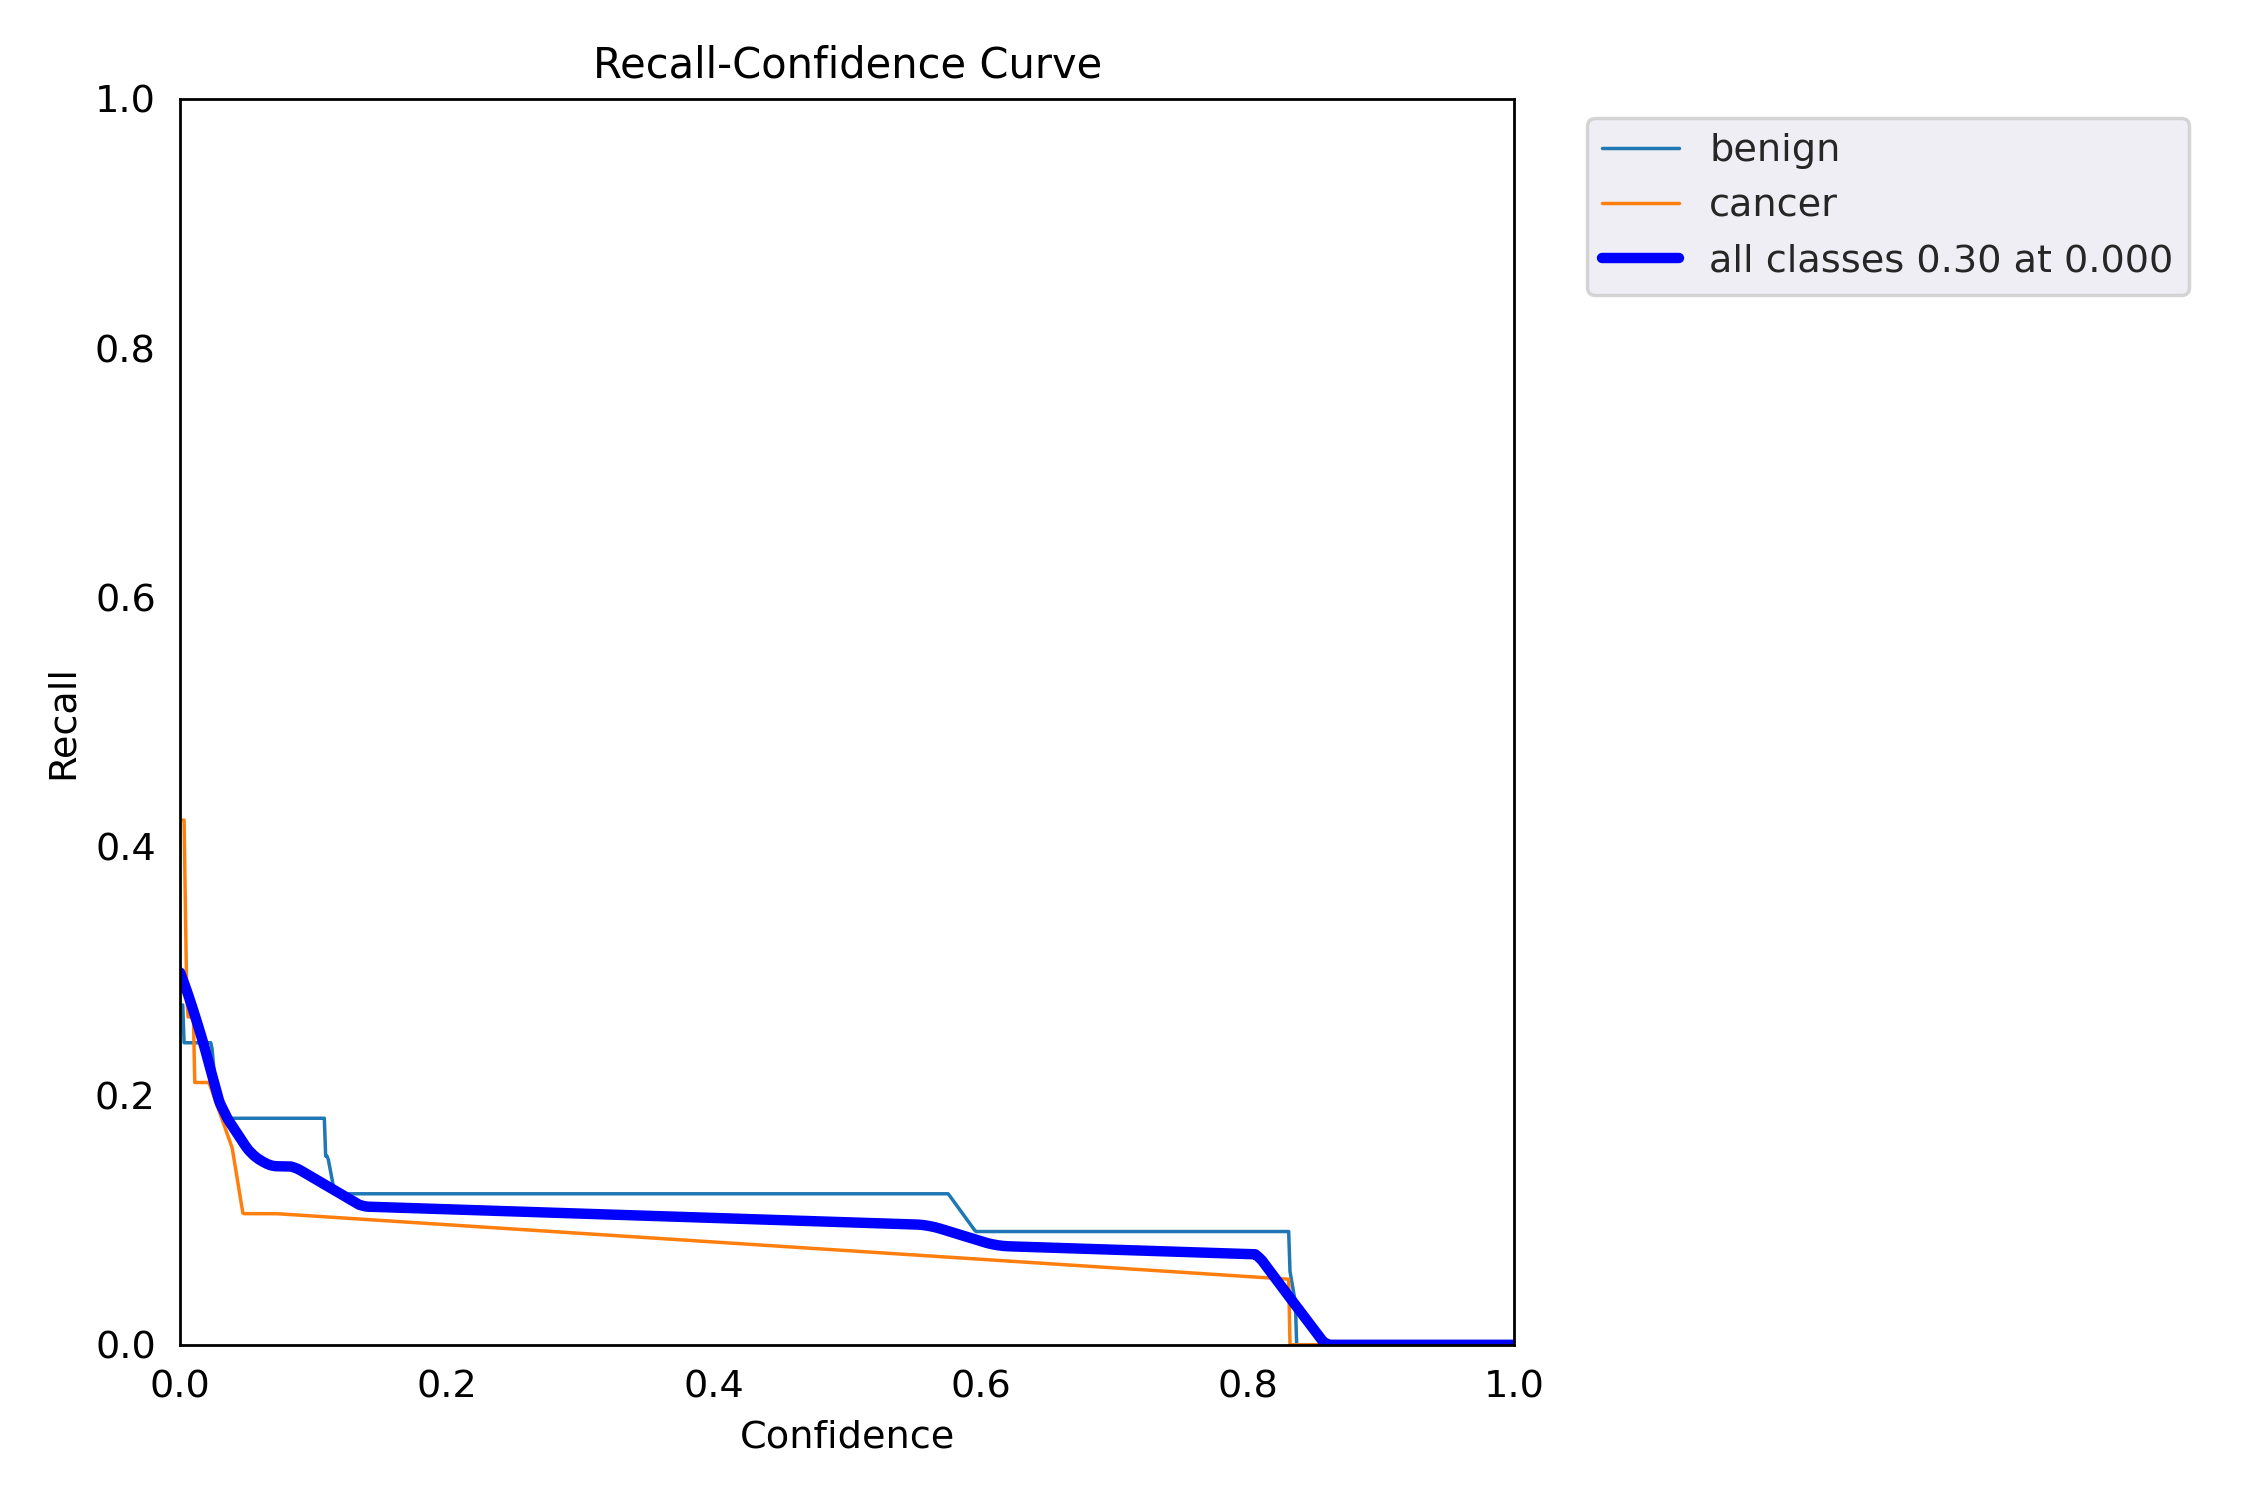 Recall-Confidence Curve
1.0
0.8
0.6
0.4
0.2
0.0
Recall
0.0 0.2 0.4 0.6 0.8 1.0
Confidence
benign
cancer
all classes 0.30 at 0.000